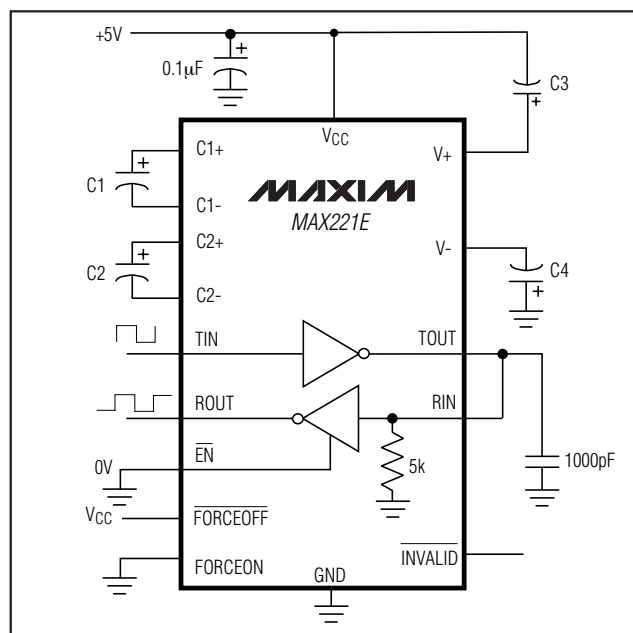 +5V
0.1μF
C3
VCC
C1+
V+
C1
C1-
MAXIM
MAX221E
C2+
V-
C2
C2-
C4
TIN
TOUT
ROUT
RIN
0V
EN
5k
1000pF
VCC
FORCEOFF
FORCEON
GND
INVALID